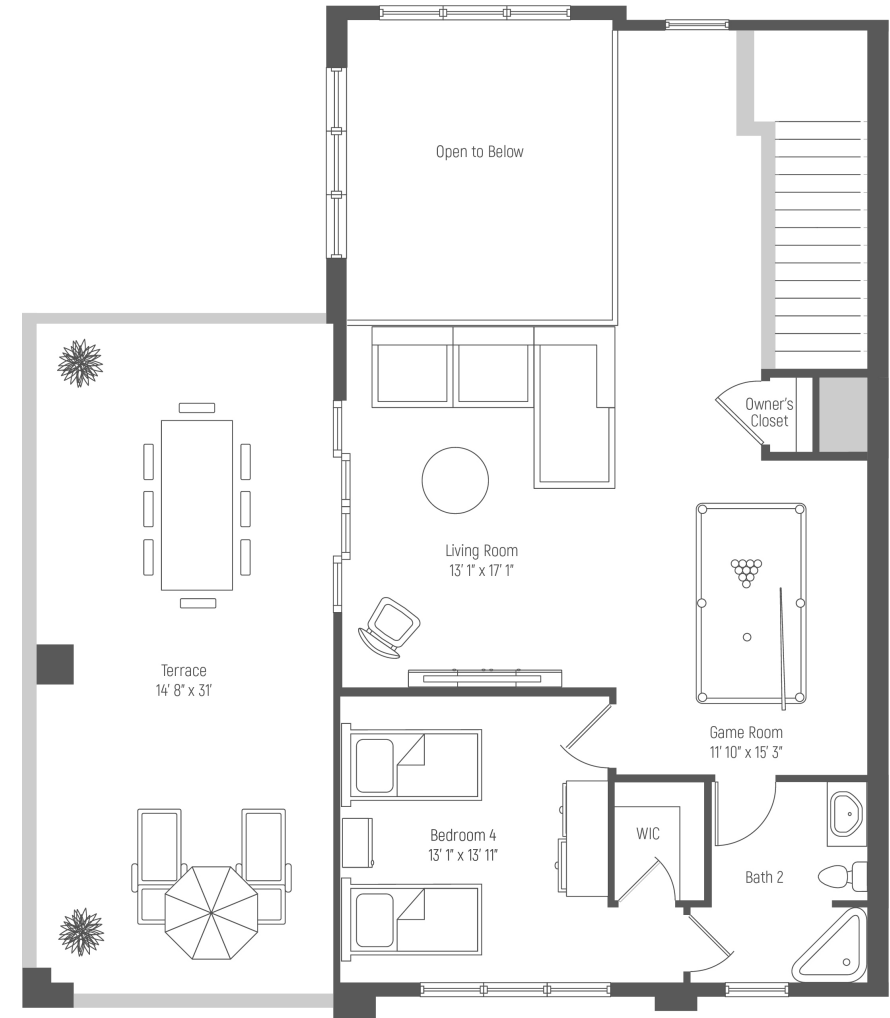 Open to Below
Owner's
Closet
Living Room
13' 1" x 17' 1"
Terrace
14' 8" x 31'
Game Room
11' 10" x 15' 3"
Bedroom 4
13' 1" x 13' 11"
WIC
Bath 2